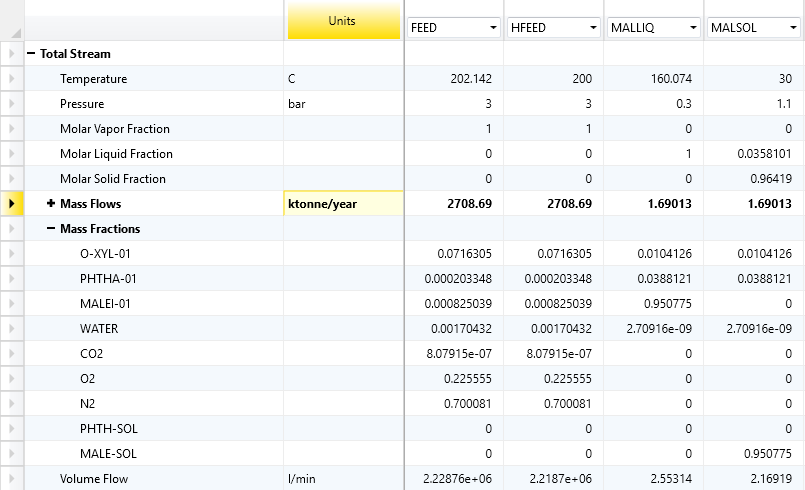 Units FEED HFEED MALLIQ MALSOL
Total Stream
Temperature C 202.142 200 160.074 30
Pressure bar 3 3 0.3 1.1
Molar Vapor Fraction 1 1 0 0
Molar Liquid Fraction 0 0 1 0.0358101
Molar Solid Fraction 0 0 0 0.96419
Mass Flows ktonne/year 2708.69 2708.69 1.69013 1.69013
Mass Fractions
O-XYL-01 0.0716305 0.0716305 0.0104126 0.0104126
PHTHA-01 0.000203348 0.000203348 0.0388121 0.0388121
MALEI-01 0.000825039 0.000825039 0.950775 0
WATER 0.00170432 0.00170432 2.70916e-09 2.70916e-09
CO2 8.07915e-07 8.07915e-07 0 0
O2 0.225555 0.225555 0 0
N2 0.700081 0.700081 0 0
PHTH-SOL 0 0 0 0
MALE-SOL 0 0 0 0.950775
Volume Flow l/min 2.22876e+06 2.2187e+06 2.55314 2.16919